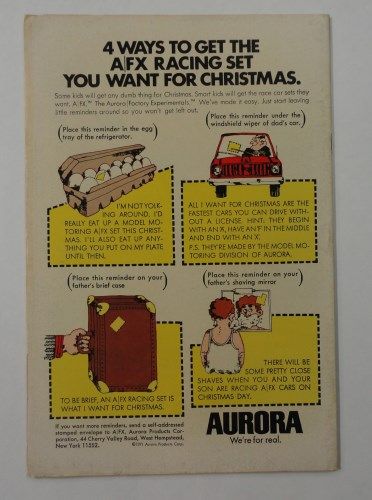 4 WAYS TO GET THE
A/FX RACING SET
YOU WANT FOR CHRISTMAS.
Some kids will get any dumb thing for Christmas. Smart kids will get the race car sets they
want, A/FX.™ The Aurora/Factory Experimentals.™ We've made it easy. Just start leaving
little reminders around so you won't get left out.
(Place this reminder in the egg
tray of the refrigerator.)
I'M NOT YOLK-
ING AROUND, I'D
REALLY EAT UP A MODEL MO-
TORING A/FX SET THIS CHRIST-
MAS. I'LL ALSO EAT UP ANY-
THING YOU PUT ON MY PLATE
UNTIL THEN.
(Place this reminder under the
windshield wiper of dad's car.)
ALL I WANT FOR CHRISTMAS ARE THE
FASTEST CARS YOU CAN DRIVE WITH-
OUT A LICENSE. HINT: THEY BEGIN
WITH AN 'A', HAVE AN 'F' IN THE MIDDLE
AND END WITH AN 'X'.
P.S. THEY'RE MADE BY THE MODEL MO-
TORING DIVISION OF AURORA.
(Place this reminder on your
father's brief case)
TO BE BRIEF, AN A/FX RACING SET IS
WHAT I WANT FOR CHRISTMAS.
(Place this reminder on your
father's shaving mirror)
THERE WILL BE
SOME PRETTY CLOSE
SHAVES WHEN YOU AND YOUR
SON ARE RACING A/FX CARS ON
CHRISTMAS DAY.
If you want more reminders, send a self-addressed
stamped envelope to A/FX, Aurora Products Cor-
poration, 44 Cherry Valley Road, West Hempstead,
New York 11552.
©1971 Aurora Products Corp.
AURORA
We're for real.